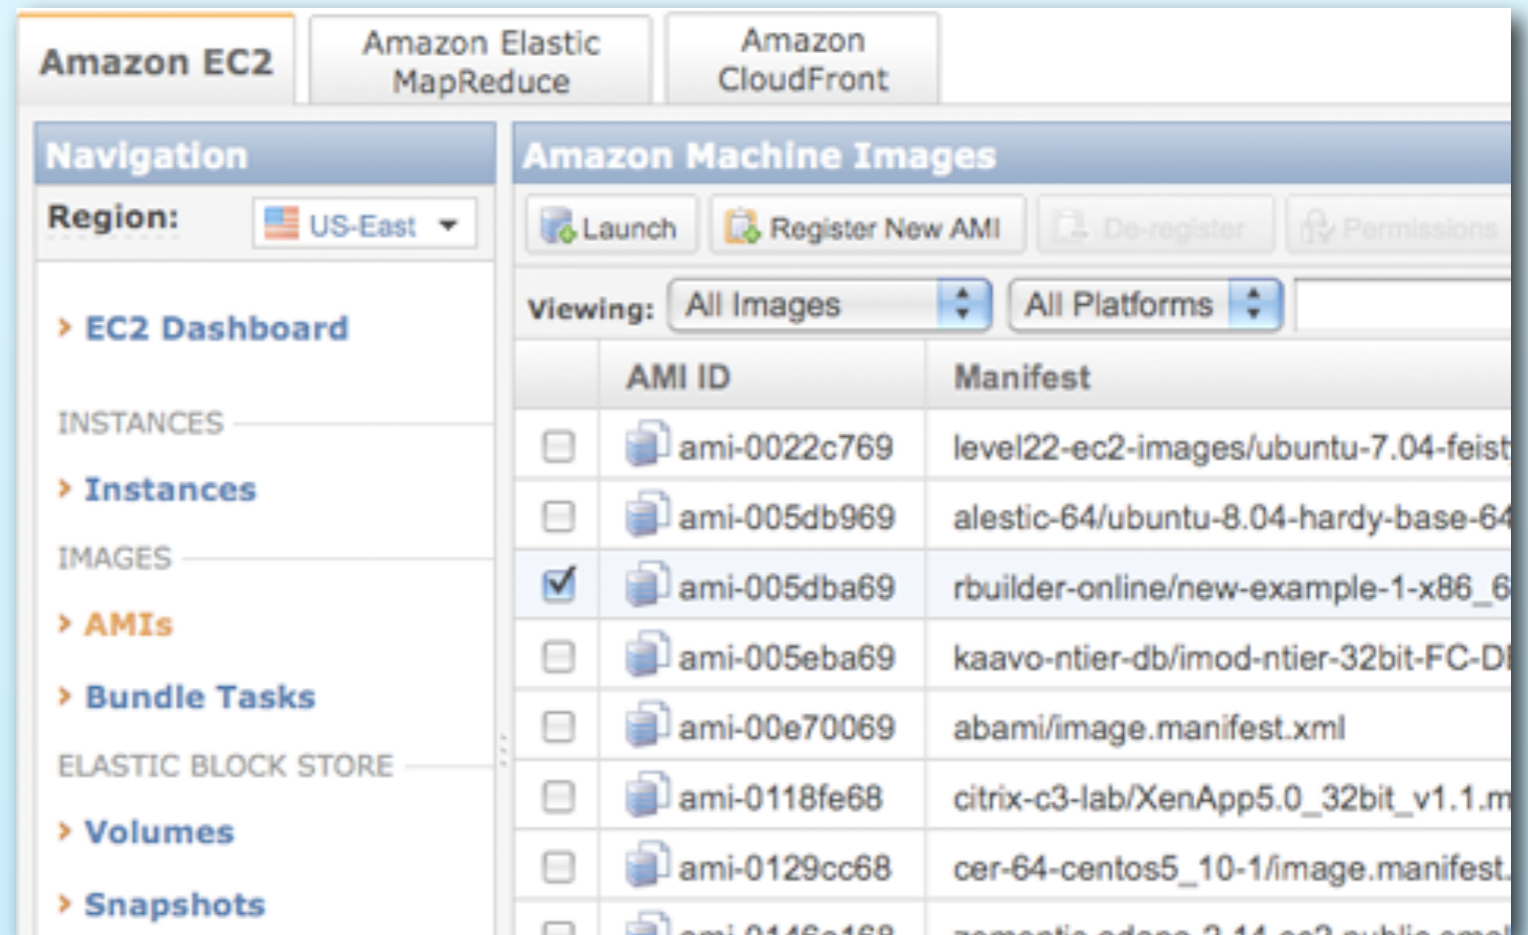 Amazon EC2
Amazon Elastic
MapReduce
Amazon
CloudFront
Navigation
Region: US-East
EC2 Dashboard
INSTANCES
Instances
IMAGES
AMIs
Bundle Tasks
ELASTIC BLOCK STORE
Volumes
Snapshots
Amazon Machine Images
Launch Register New AMI De-register Permissions
Viewing: All Images All Platforms
AMI ID Manifest
ami-0022c769 level22-ec2-images/ubuntu-7.04-feist
ami-005db969 alestic-64/ubuntu-8.04-hardy-base-64
ami-005dba69 rbuilder-online/new-example-1-x86_6
ami-005eba69 kaavo-ntier-db/imod-ntier-32bit-FC-D
ami-00e70069 abami/image.manifest.xml
ami-0118fe68 citrix-c3-lab/XenApp5.0_32bit_v1.1.m
ami-0129cc68 cer-64-centos5_10-1/image.manifest.